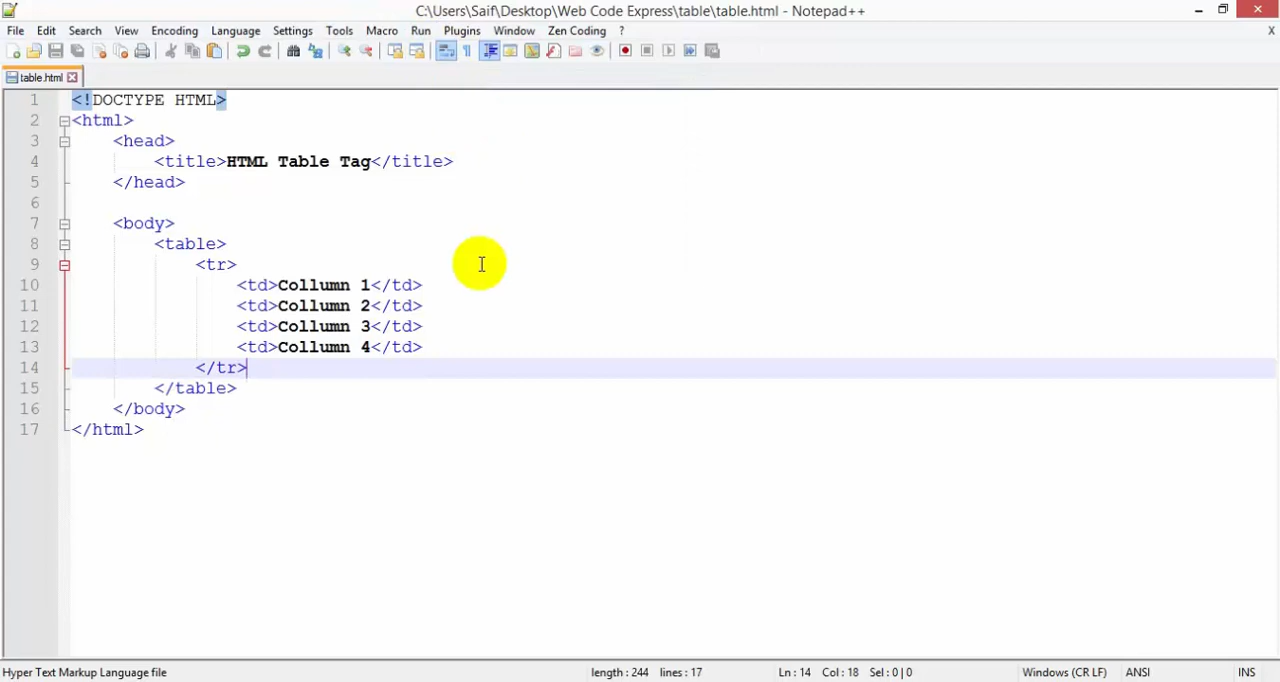 C:\Users\Saif\Desktop\Web Code Express\table\table.html - Notepad++
File Edit Search View Encoding Language Settings Tools Macro Run Plugins Window Zen Coding ? X
table.html
1 <!DOCTYPE HTML>
2 <html>
3 <head>
4 <title>HTML Table Tag</title>
5 </head>
6
7 <body>
8 <table>
9 <tr>
10 <td>Collumn 1</td>
11 <td>Collumn 2</td>
12 <td>Collumn 3</td>
13 <td>Collumn 4</td>
14 </tr>
15 </table>
16 </body>
17 </html>
Hyper Text Markup Language file length : 244 lines : 17 Ln : 14 Col : 18 Sel : 0 | 0 Windows (CR LF) ANSI INS